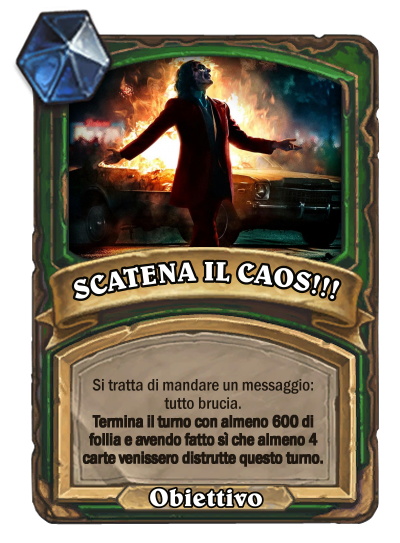 SCATENA IL CAOS!!!
Si tratta di mandare un messaggio:
tutto brucia.
Termina il turno con almeno 600 di
follia e avendo fatto sì che almeno 4
carte venissero distrutte questo turno.
Obiettivo